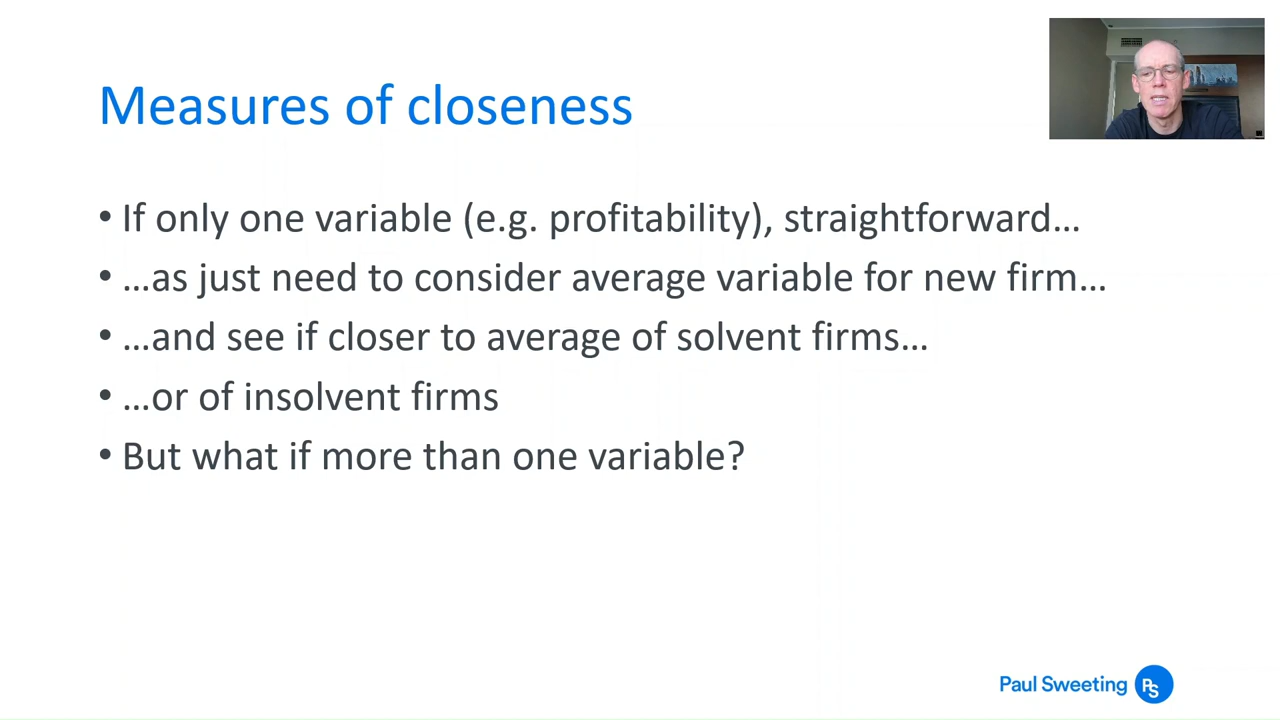 Measures of closeness
• If only one variable (e.g. profitability), straightforward…
• …as just need to consider average variable for new firm…
• …and see if closer to average of solvent firms…
• …or of insolvent firms
• But what if more than one variable?
Paul Sweeting PS